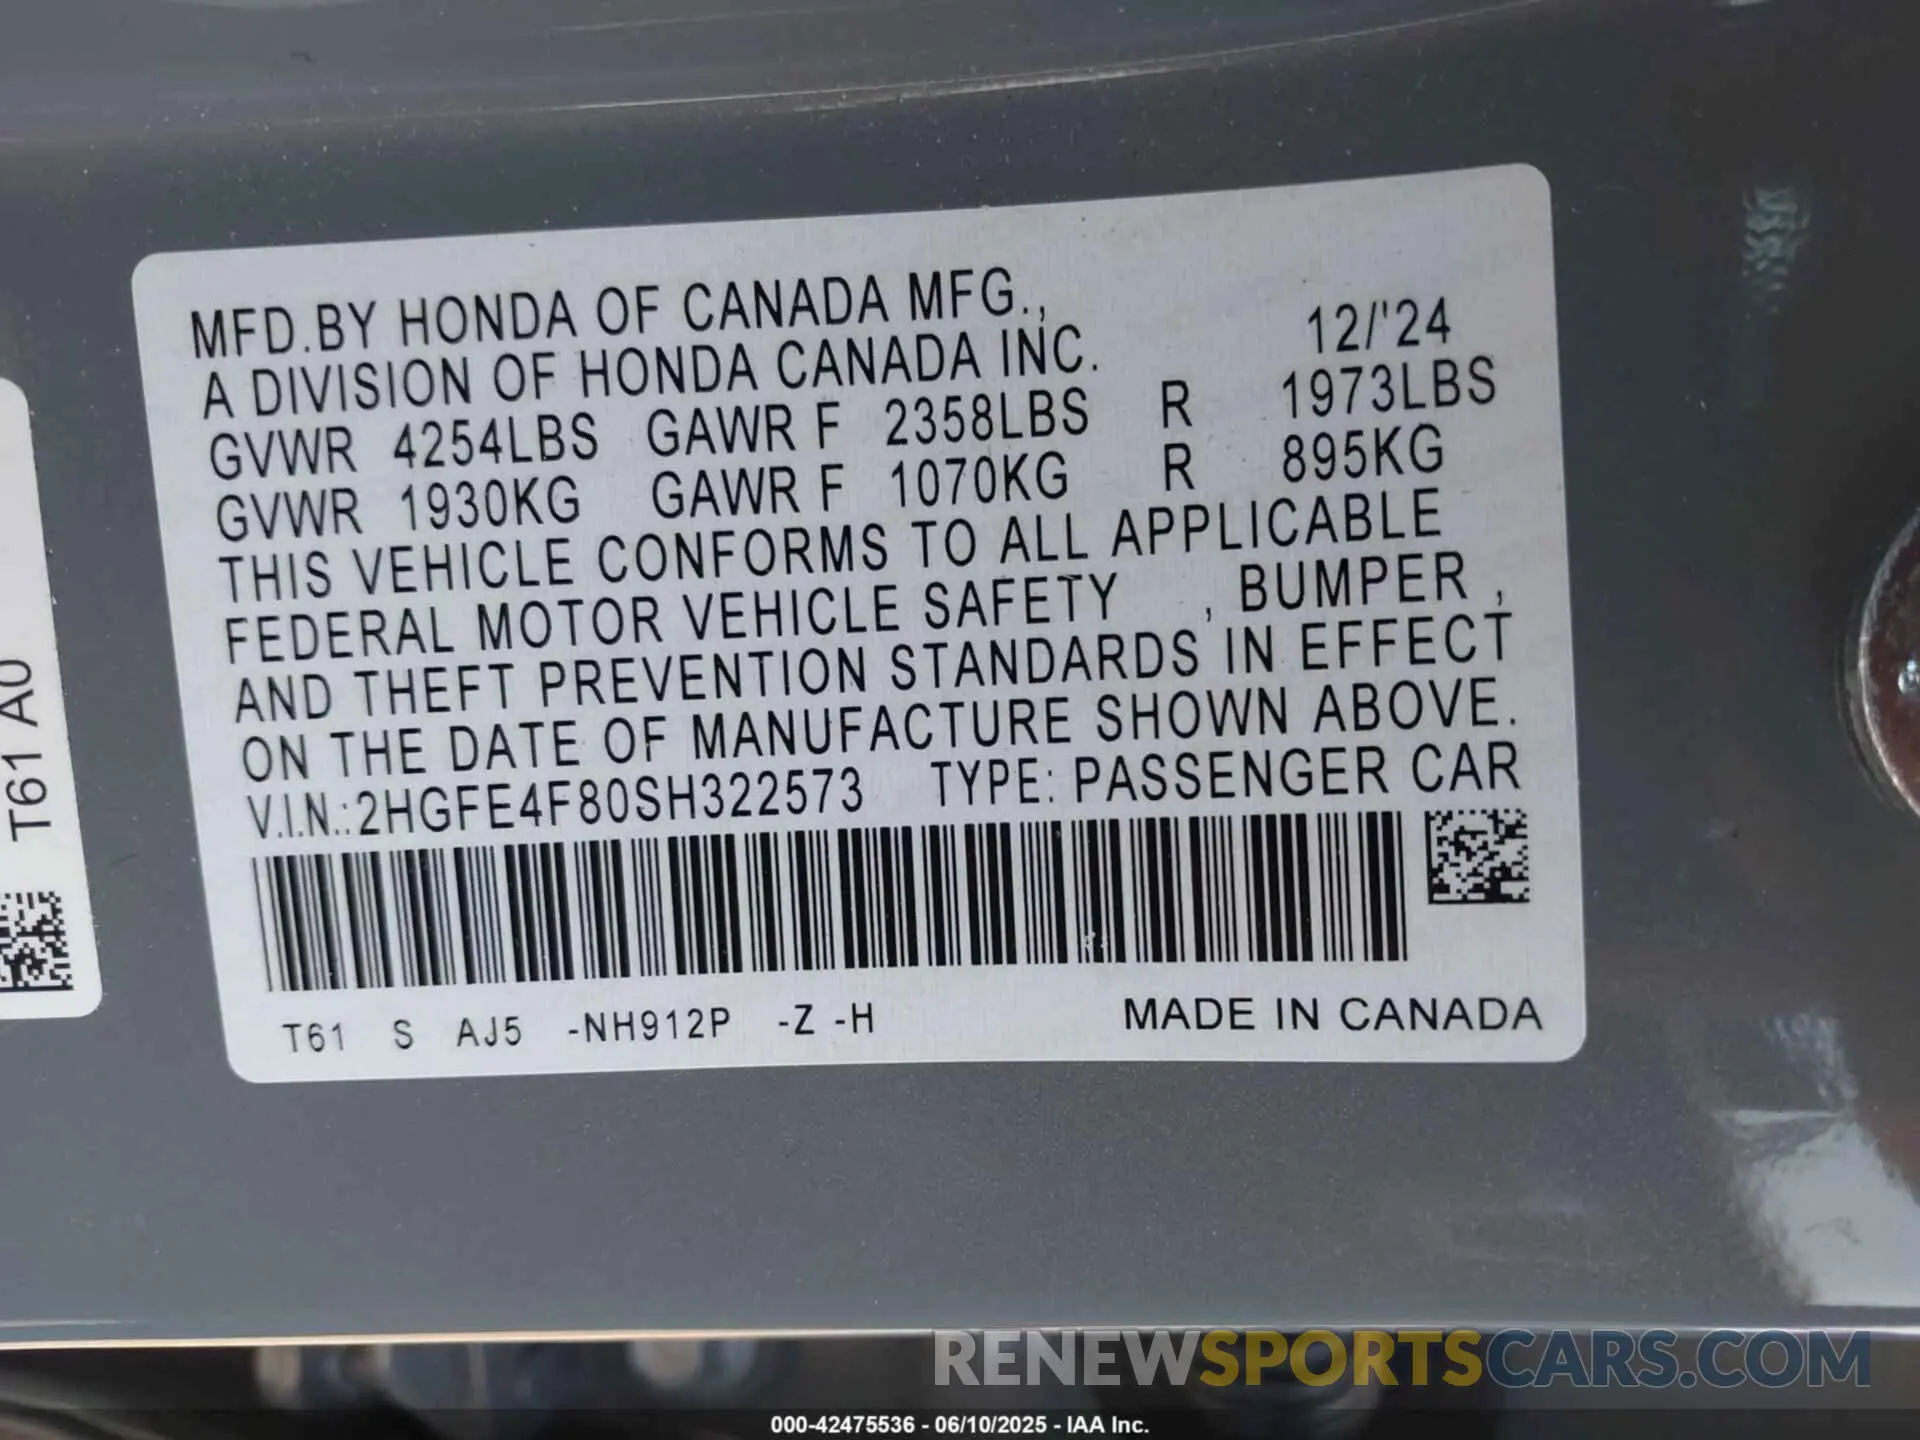 MFD.BY HONDA OF CANADA MFG.,
A DIVISION OF HONDA CANADA INC. 12/'24
GVWR 4254LBS GAWR F 2358LBS R 1973LBS
GVWR 1930KG GAWR F 1070KG R 895KG
THIS VEHICLE CONFORMS TO ALL APPLICABLE
FEDERAL MOTOR VEHICLE SAFETY , BUMPER ,
AND THEFT PREVENTION STANDARDS IN EFFECT
ON THE DATE OF MANUFACTURE SHOWN ABOVE.
V.I.N.:2HGFE4F80SH322573 TYPE: PASSENGER CAR
T61 S AJ5 -NH912P -Z -H MADE IN CANADA
T61 A0
RENEWSPORTSCARS.COM
000-42475536 - 06/10/2025 - IAA Inc.